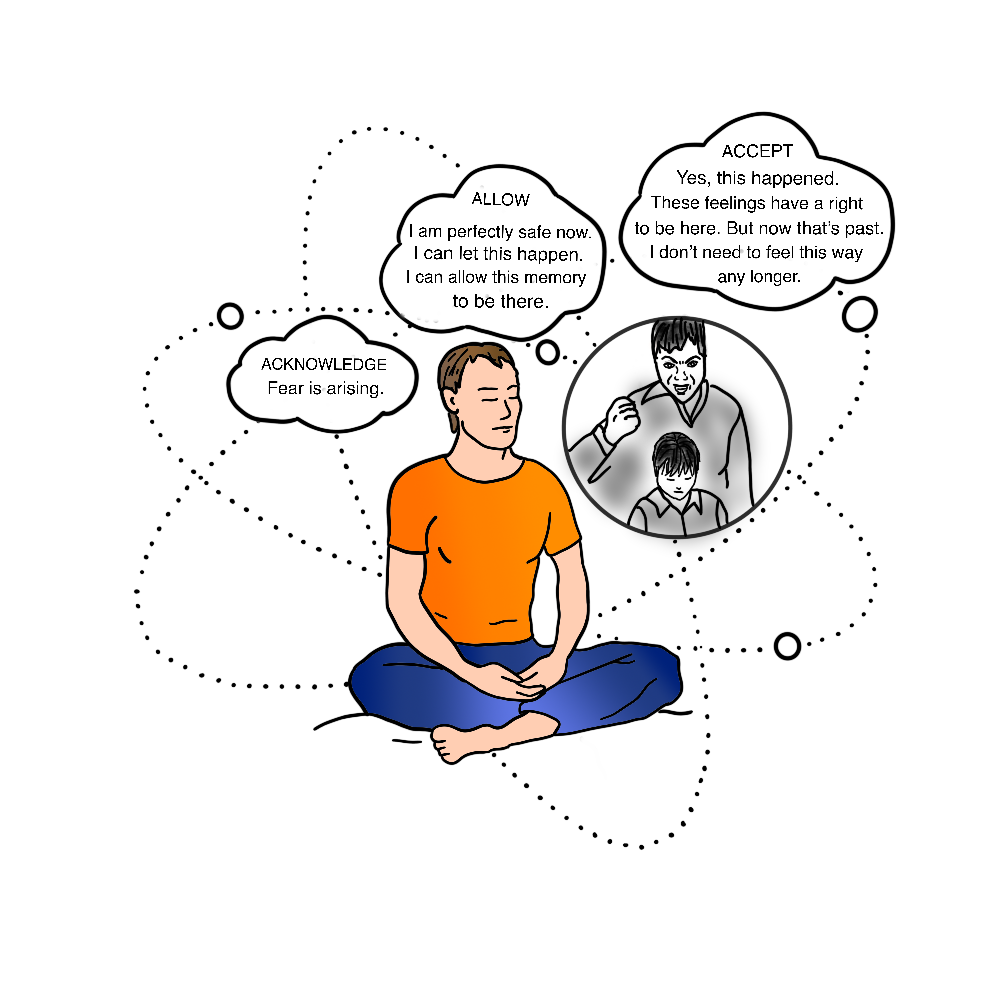 ACKNOWLEDGE
Fear is arising.
ALLOW
I am perfectly safe now.
I can let this happen.
I can allow this memory
to be there.
ACCEPT
Yes, this happened.
These feelings have a right
to be here. But now that’s past.
I don’t need to feel this way
any longer.